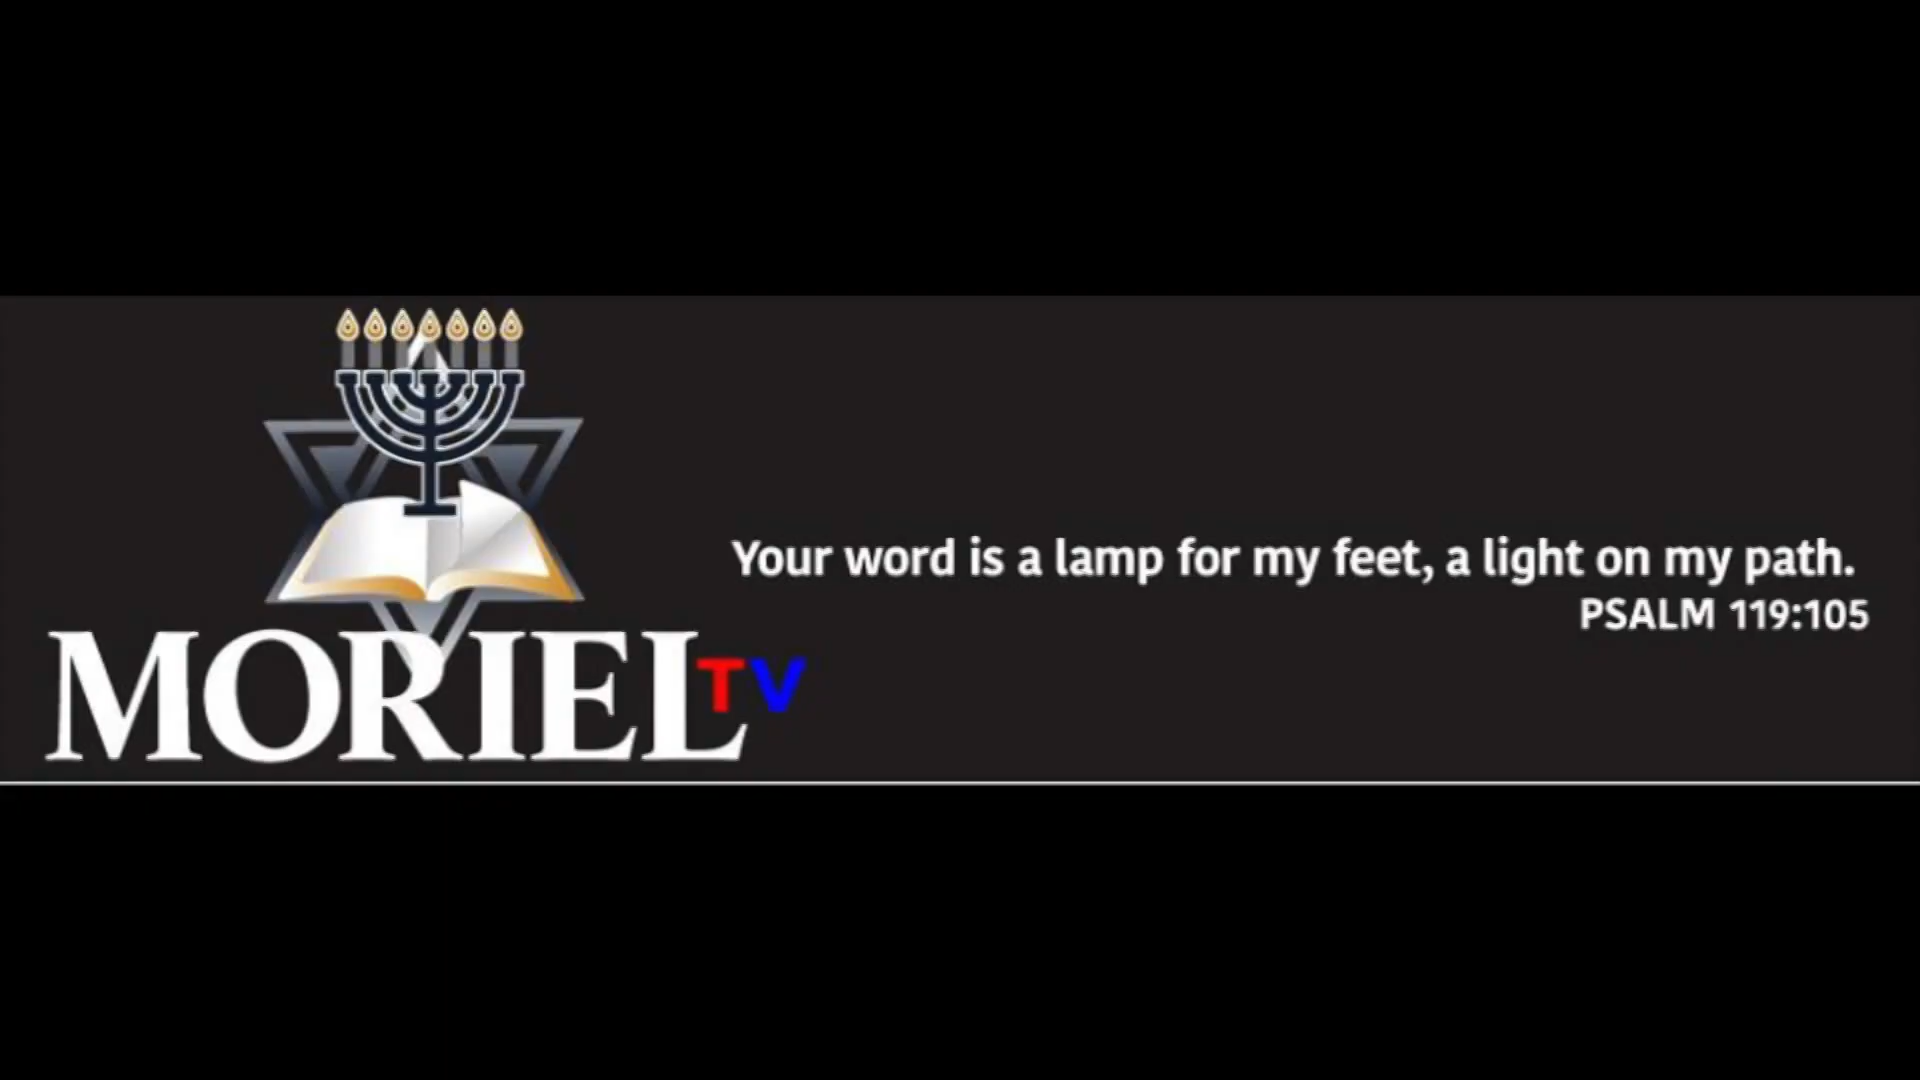 Your word is a lamp for my feet, a light on my path.
PSALM 119:105
MORIEL TV